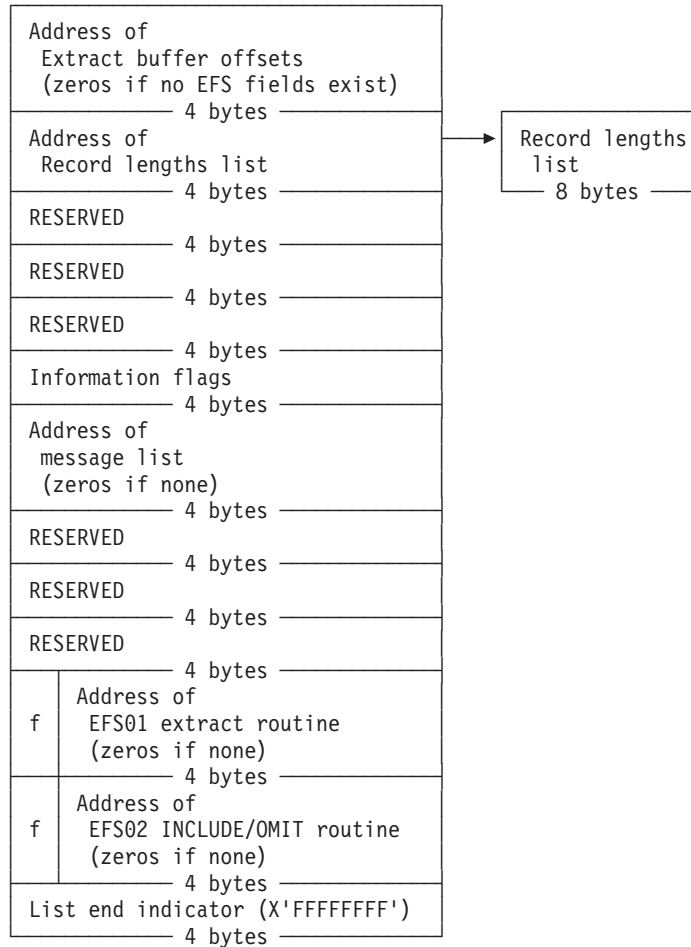 Address of
Extract buffer offsets
(zeros if no EFS fields exist)
4 bytes
Address of
Record lengths list
4 bytes
Record lengths
list
8 bytes
RESERVED
4 bytes
RESERVED
4 bytes
RESERVED
4 bytes
Information flags
4 bytes
Address of
message list
(zeros if none)
4 bytes
RESERVED
4 bytes
RESERVED
4 bytes
RESERVED
4 bytes
Address of
f EFS01 extract routine
(zeros if none)
4 bytes
Address of
f EFS02 INCLUDE/OMIT routine
(zeros if none)
4 bytes
List end indicator (X'FFFFFFFF')
4 bytes